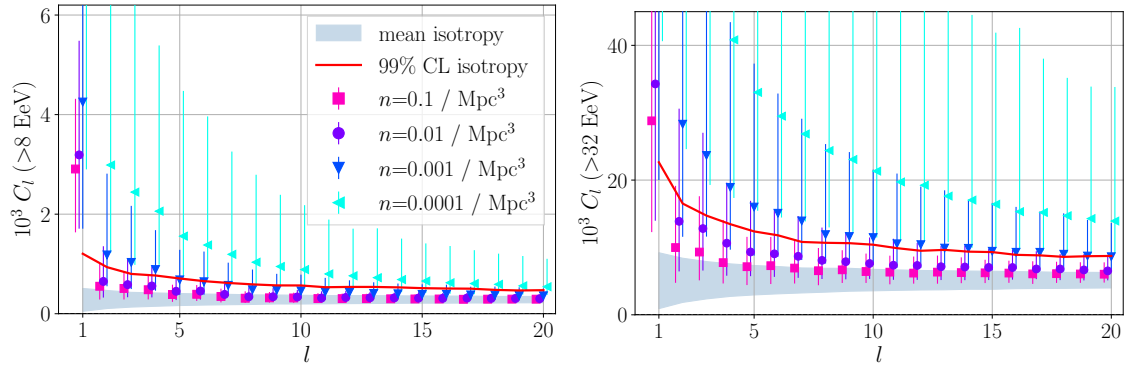 10³ C_l (>8 EeV)
6
4
2
0
1
5
10
15
20
l
mean isotropy
99% CL isotropy
n=0.1 / Mpc³
n=0.01 / Mpc³
n=0.001 / Mpc³
n=0.0001 / Mpc³
10³ C_l (>32 EeV)
40
20
0
1
5
10
15
20
l